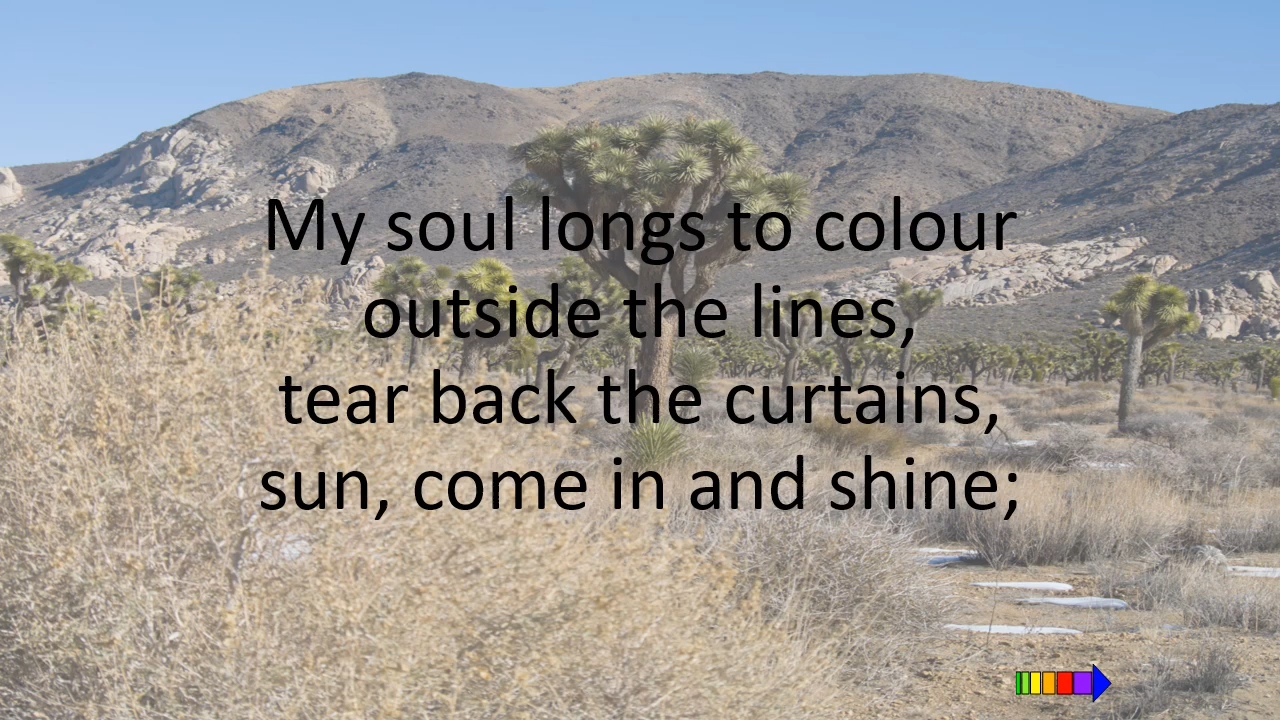 My soul longs to colour
outside the lines,
tear back the curtains,
sun, come in and shine;